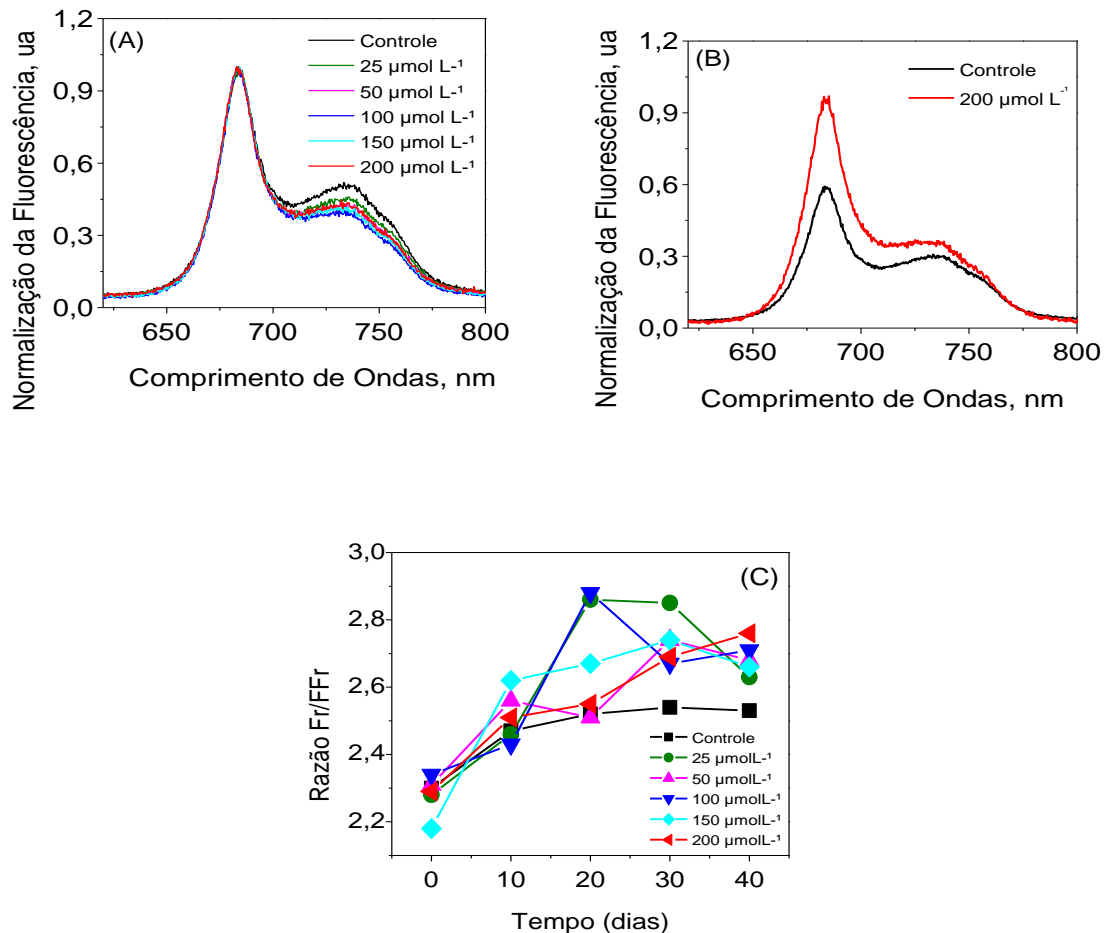 (A)
Normalização da Fluorescência, ua
1,2
0,9
0,6
0,3
0,0
Controle
25 µmol L-¹
50 µmol L-¹
100 µmol L-¹
150 µmol L-¹
200 µmol L-¹
650 700 750 800
Comprimento de Ondas, nm
(B)
Normalização da Fluorescência, ua
1,2
0,9
0,6
0,3
0,0
Controle
200 µmol L-¹
650 700 750 800
Comprimento de Ondas, nm
(C)
Razão Fr/FFr
3,0
2,8
2,6
2,4
2,2
Controle
25 µmolL-¹
50 µmolL-¹
100 µmolL-¹
150 µmolL-¹
200 µmolL-¹
0 10 20 30 40
Tempo (dias)